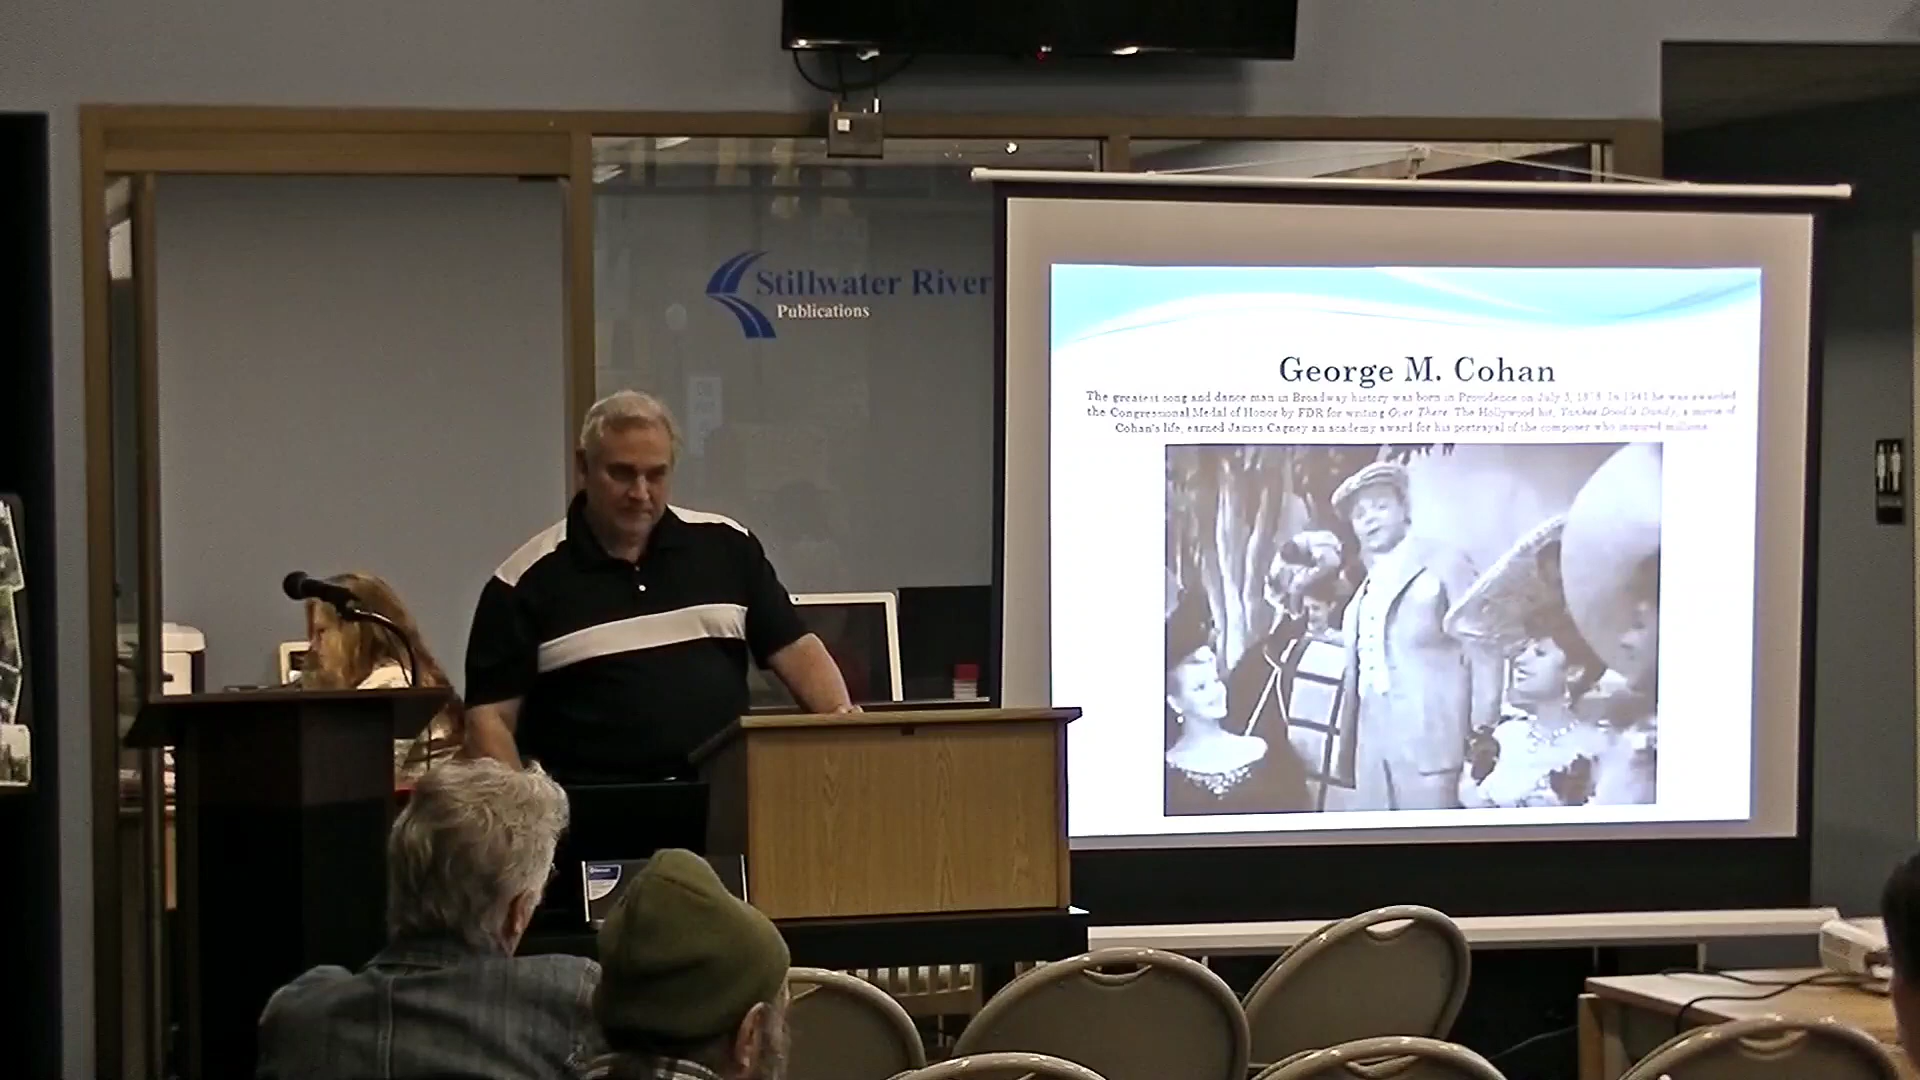 Stillwater River
Publications
George M. Cohan
The greatest song and dance man in Broadway history was born in Providence on July 3, 1878. In 1941 he was awarded
the Congressional Medal of Honor by FDR for writing Over There. The Hollywood hit, Yankee Doodle Dandy, a movie of
Cohan's life, earned James Cagney an academy award for his portrayal of the composer who inspired millions.